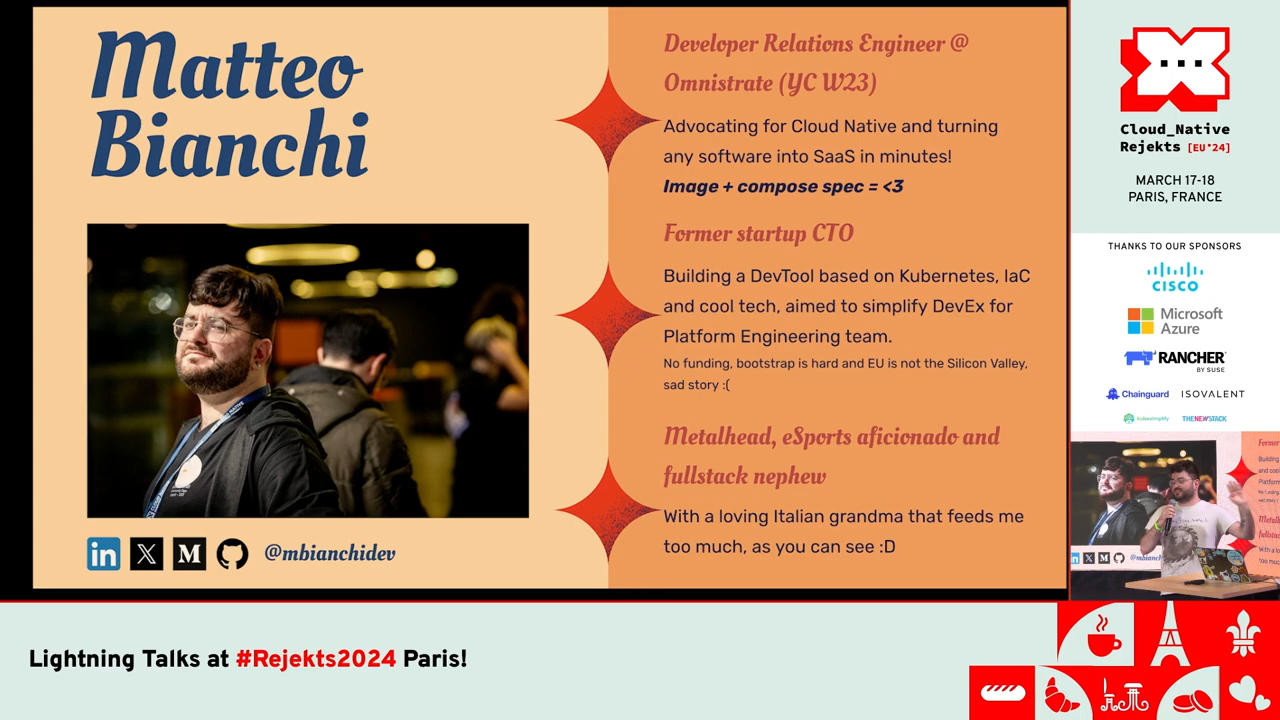 Matteo
Bianchi
@mbianchidev
Developer Relations Engineer @
Omnistrate (YC W23)
Advocating for Cloud Native and turning
any software into SaaS in minutes!
Image + compose spec = <3
Former startup CTO
Building a DevTool based on Kubernetes, IaC
and cool tech, aimed to simplify DevEx for
Platform Engineering team.
No funding, bootstrap is hard and EU is not the Silicon Valley,
sad story :(
Metalhead, eSports aficionado and
fullstack nephew
With a loving Italian grandma that feeds me
too much, as you can see :D
Cloud_Native
Rejekts [EU'24]
MARCH 17-18
PARIS, FRANCE
THANKS TO OUR SPONSORS
CISCO
Microsoft
Azure
RANCHER
BY SUSE
Chainguard
ISOVALENT
kubesimplify
THENEWSTACK
Lightning Talks at #Rejekts2024 Paris!